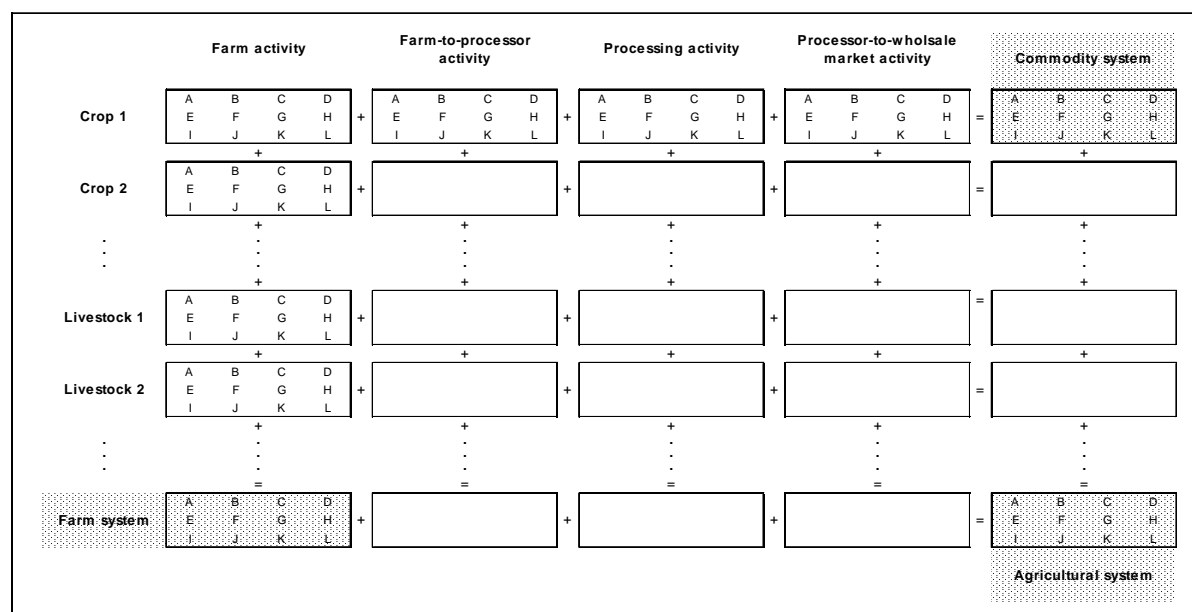 Farm activity Farm-to-processor activity Processing activity Processor-to-wholsale market activity Commodity system
Crop 1
A B C D + A B C D + A B C D + A B C D = A B C D
E F G H E F G H E F G H E F G H E F G H
I J K L I J K L I J K L I J K L I J K L
+ + + + +
Crop 2
A B C D
E F G H + + + =
I J K L
+ + + + +
. . . . . .
. . . . . .
. . . . . .
+ + + + +
Livestock 1
A B C D =
E F G H + + +
I J K L
+ + + + +
Livestock 2
A B C D
E F G H + + + =
I J K L
+ + + + +
. . . . . .
. . . . . .
. . . . . .
= = = = =
Farm system
A B C D A B C D
E F G H + + + = E F G H
I J K L I J K L
Agricultural system